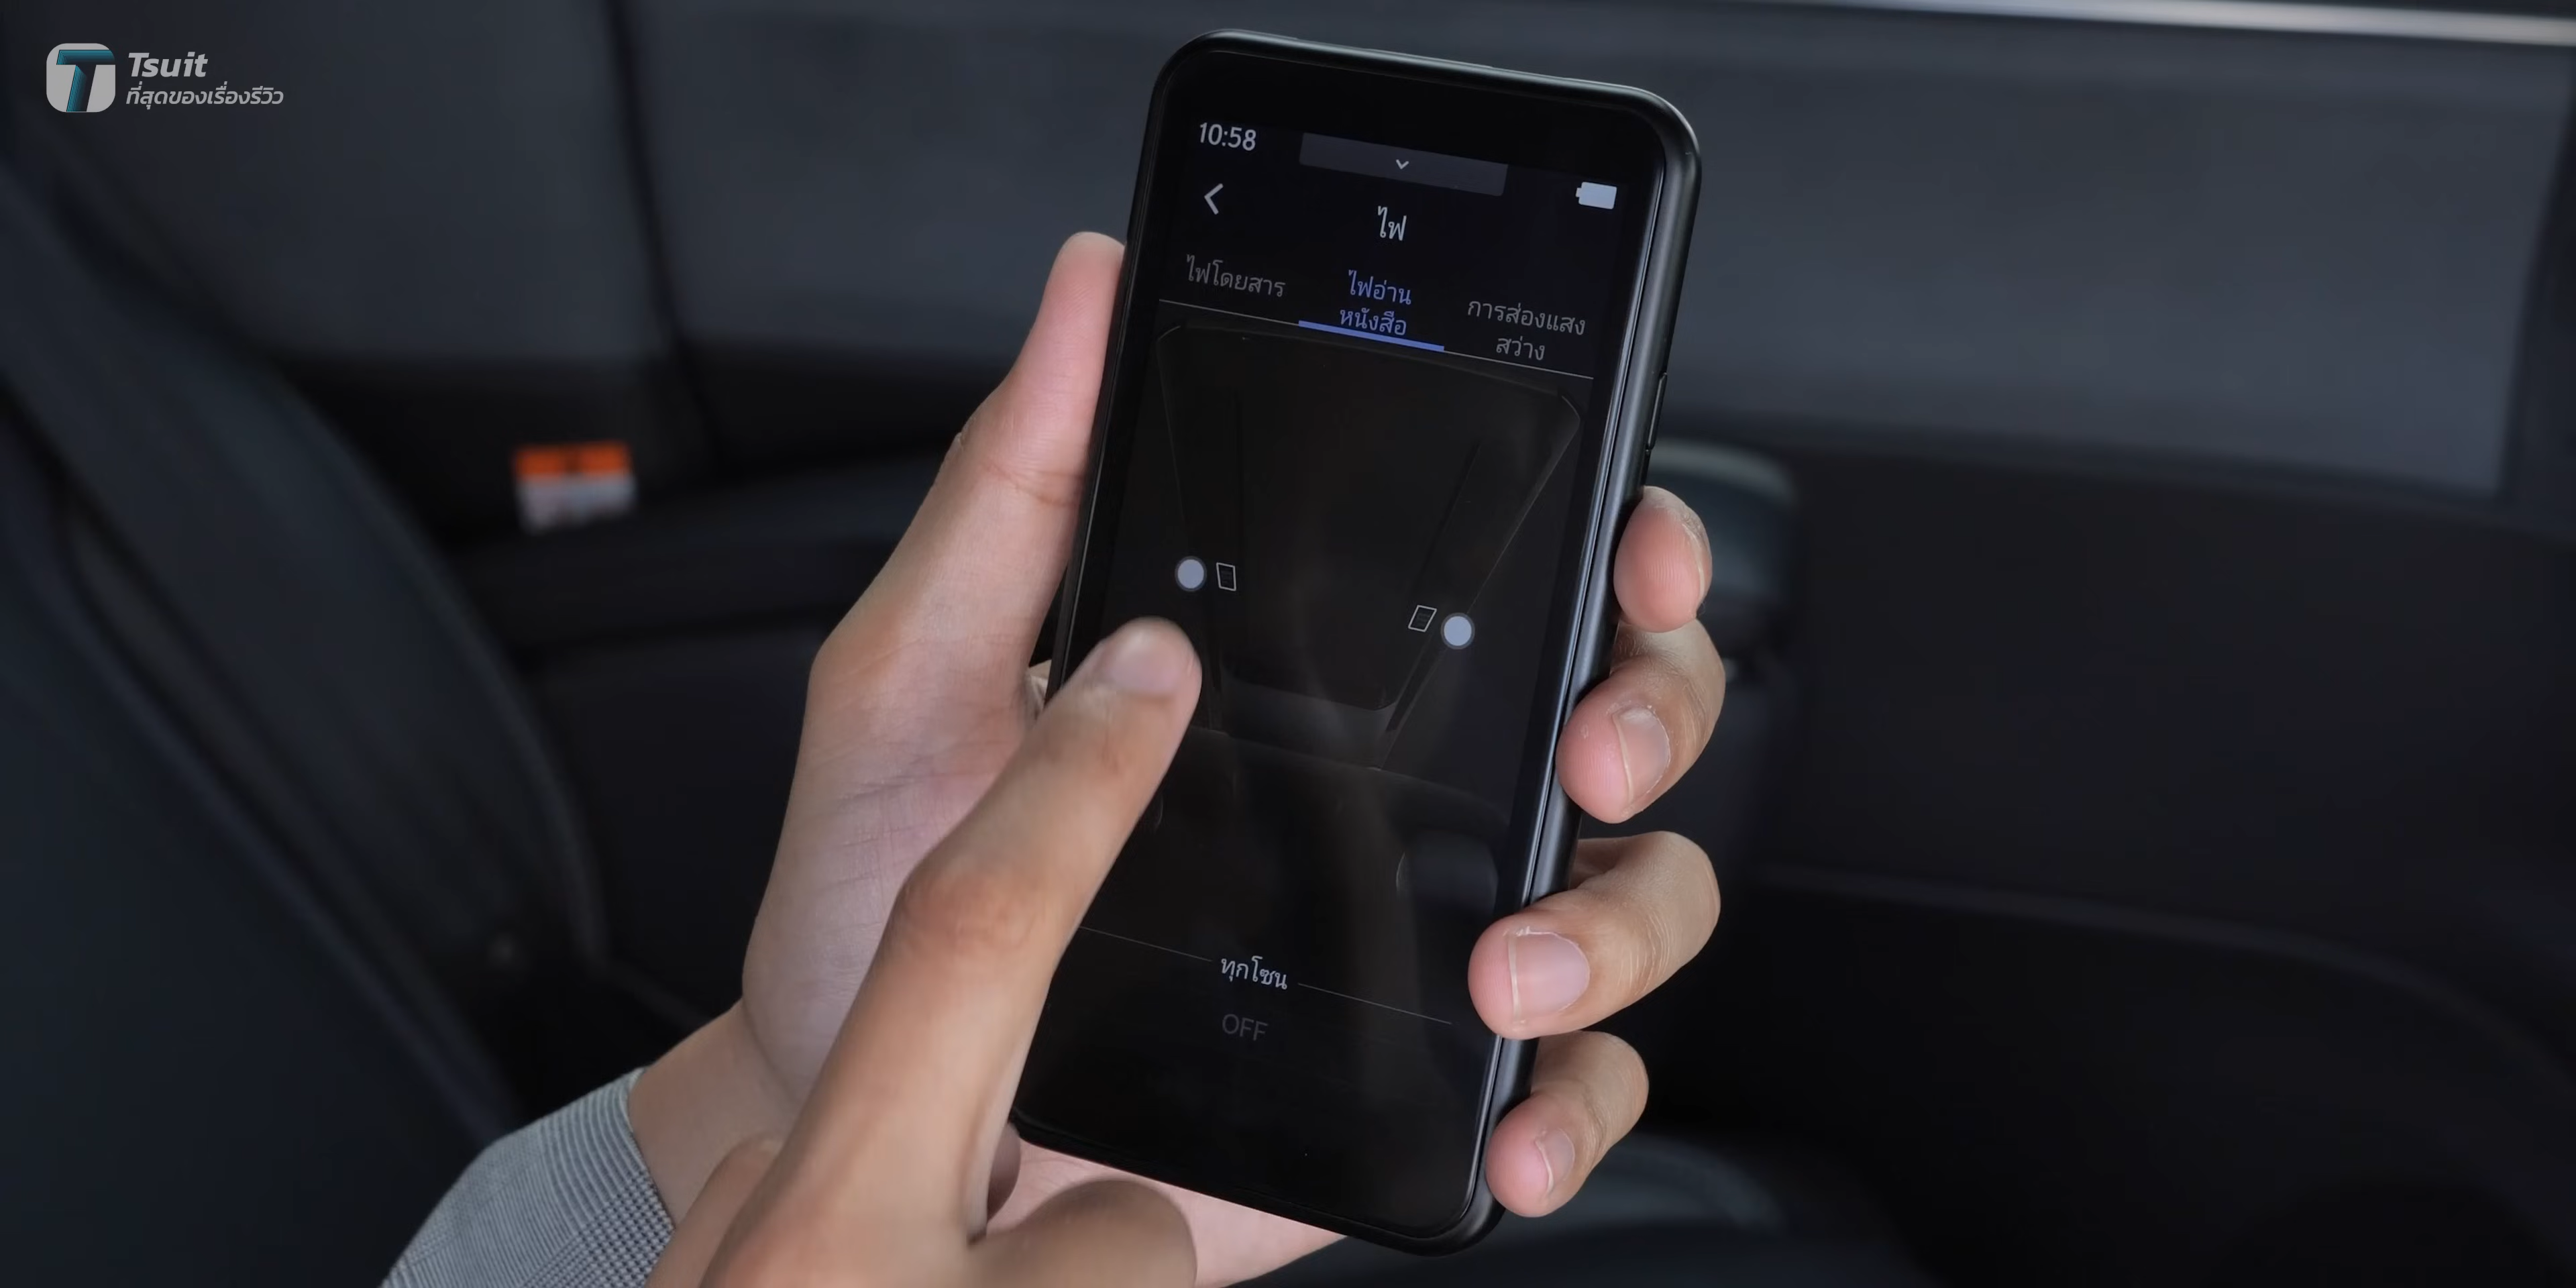 Tsuit
ที่สุดของเรื่องรีวิว
10:58
ไฟ
ไฟโดยสาร
ไฟอ่าน
หนังสือ
การส่องแสง
สว่าง
ทุกโซน
OFF